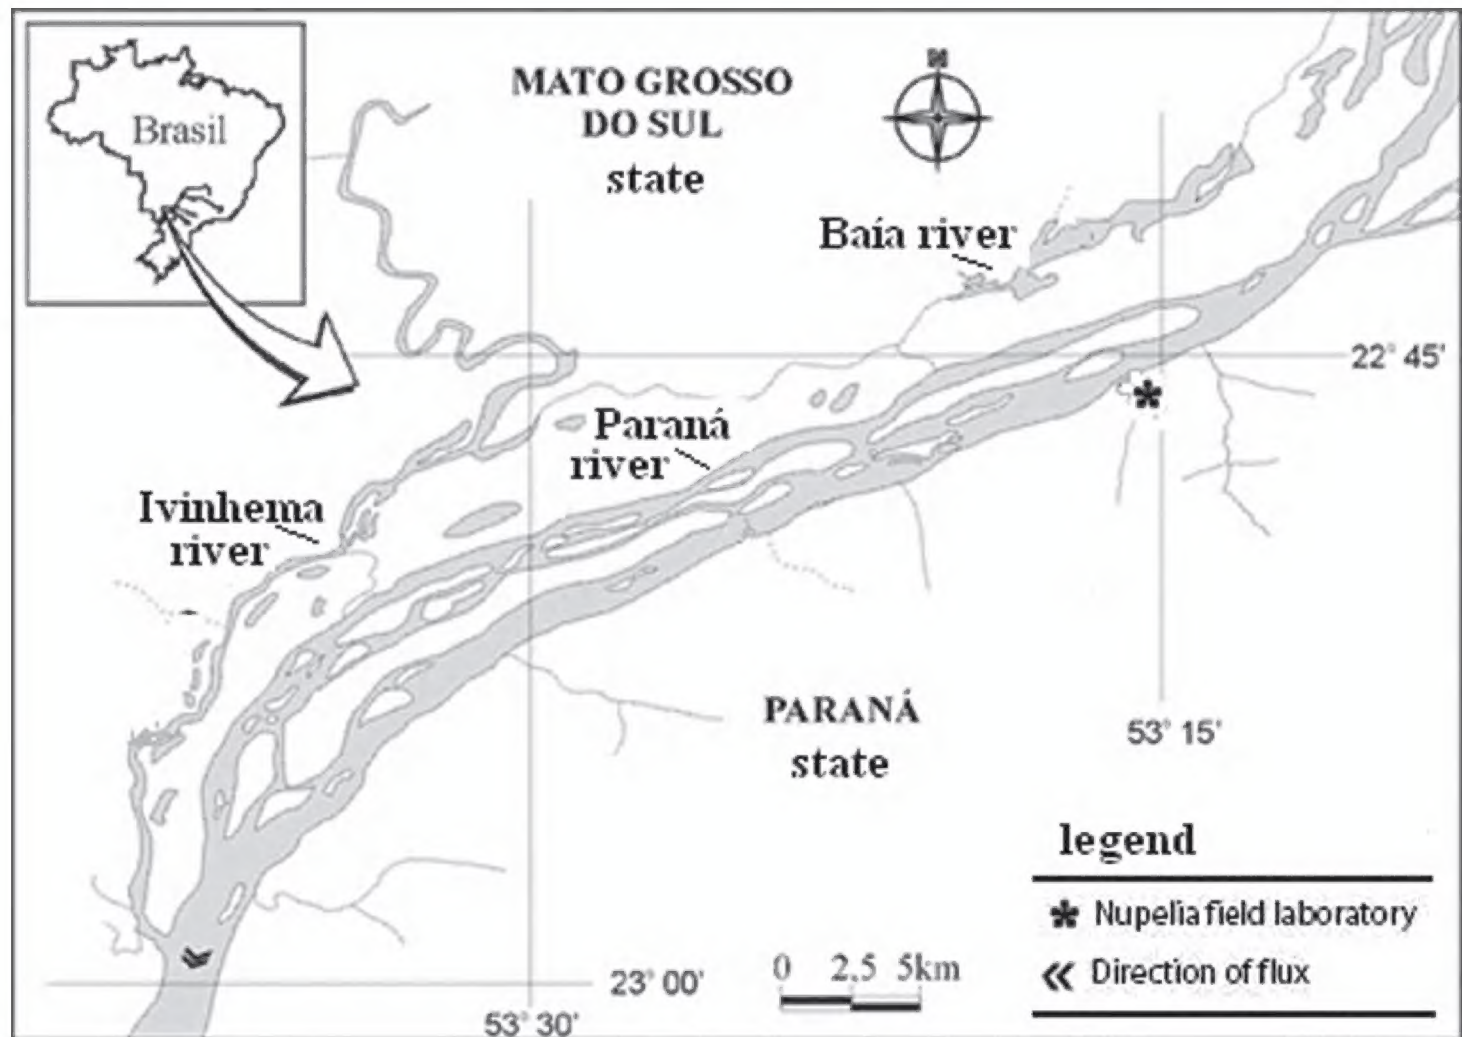 Brasil
N
MATO GROSSO
DO SUL
state
Baía river
22° 45'
Paraná
river
Ivinhema
river
PARANÁ
state
53° 15'
legend
Nupelia field laboratory
Direction of flux
0 2,5 5km
23° 00'
53° 30'